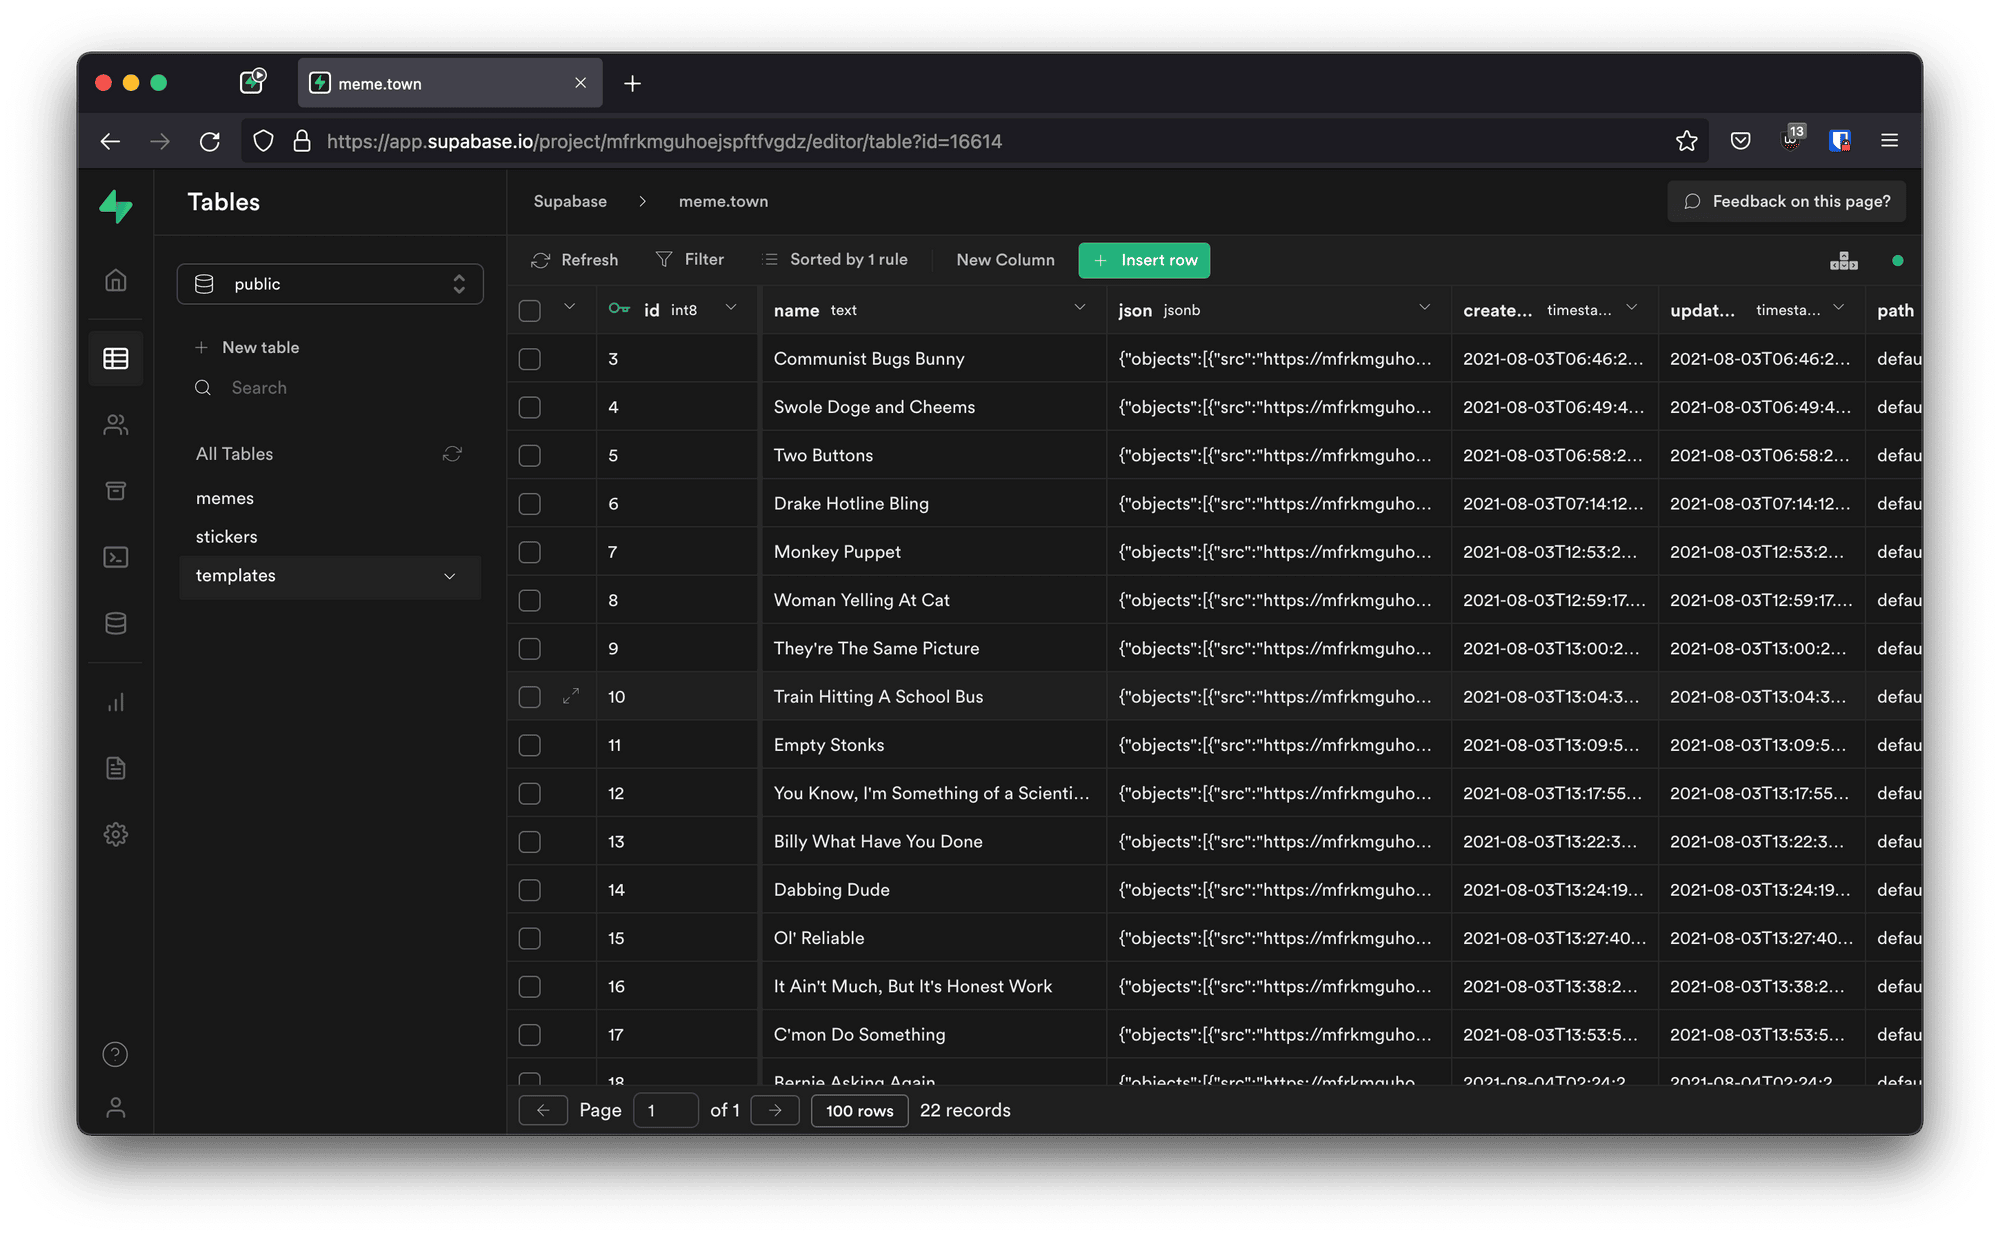 meme.town
https://app.supabase.io/project/mfrkmguhoejspftfvgdz/editor/table?id=16614
13
Tables
Supabase > meme.town
Feedback on this page?
public
New table
Search
All Tables
memes
stickers
templates
Refresh Filter Sorted by 1 rule New Column + Insert row
id int8 name text json jsonb create... timesta... updat... timesta... path
3 Communist Bugs Bunny {"objects":[{"src":"https://mfrkmguho... 2021-08-03T06:46:2... 2021-08-03T06:46:2... defau
4 Swole Doge and Cheems {"objects":[{"src":"https://mfrkmguho... 2021-08-03T06:49:4... 2021-08-03T06:49:4... defau
5 Two Buttons {"objects":[{"src":"https://mfrkmguho... 2021-08-03T06:58:2... 2021-08-03T06:58:2... defau
6 Drake Hotline Bling {"objects":[{"src":"https://mfrkmguho... 2021-08-03T07:14:12... 2021-08-03T07:14:12... defau
7 Monkey Puppet {"objects":[{"src":"https://mfrkmguho... 2021-08-03T12:53:2... 2021-08-03T12:53:2... defau
8 Woman Yelling At Cat {"objects":[{"src":"https://mfrkmguho... 2021-08-03T12:59:17.... 2021-08-03T12:59:17.... defau
9 They're The Same Picture {"objects":[{"src":"https://mfrkmguho... 2021-08-03T13:00:2... 2021-08-03T13:00:2... defau
10 Train Hitting A School Bus {"objects":[{"src":"https://mfrkmguho... 2021-08-03T13:04:3... 2021-08-03T13:04:3... defau
11 Empty Stonks {"objects":[{"src":"https://mfrkmguho... 2021-08-03T13:09:5... 2021-08-03T13:09:5... defau
12 You Know, I'm Something of a Scienti... {"objects":[{"src":"https://mfrkmguho... 2021-08-03T13:17:55... 2021-08-03T13:17:55... defau
13 Billy What Have You Done {"objects":[{"src":"https://mfrkmguho... 2021-08-03T13:22:3... 2021-08-03T13:22:3... defau
14 Dabbing Dude {"objects":[{"src":"https://mfrkmguho... 2021-08-03T13:24:19... 2021-08-03T13:24:19... defau
15 Ol' Reliable {"objects":[{"src":"https://mfrkmguho... 2021-08-03T13:27:40... 2021-08-03T13:27:40... defau
16 It Ain't Much, But It's Honest Work {"objects":[{"src":"https://mfrkmguho... 2021-08-03T13:38:2... 2021-08-03T13:38:2... defau
17 C'mon Do Something {"objects":[{"src":"https://mfrkmguho... 2021-08-03T13:53:5... 2021-08-03T13:53:5... defau
18 Bernie Asking Again {"objects":[{"src":"https://mfrkmguho... 2021-08-04T02:24:2... 2021-08-04T02:24:2... defau
Page 1 of 1 100 rows 22 records